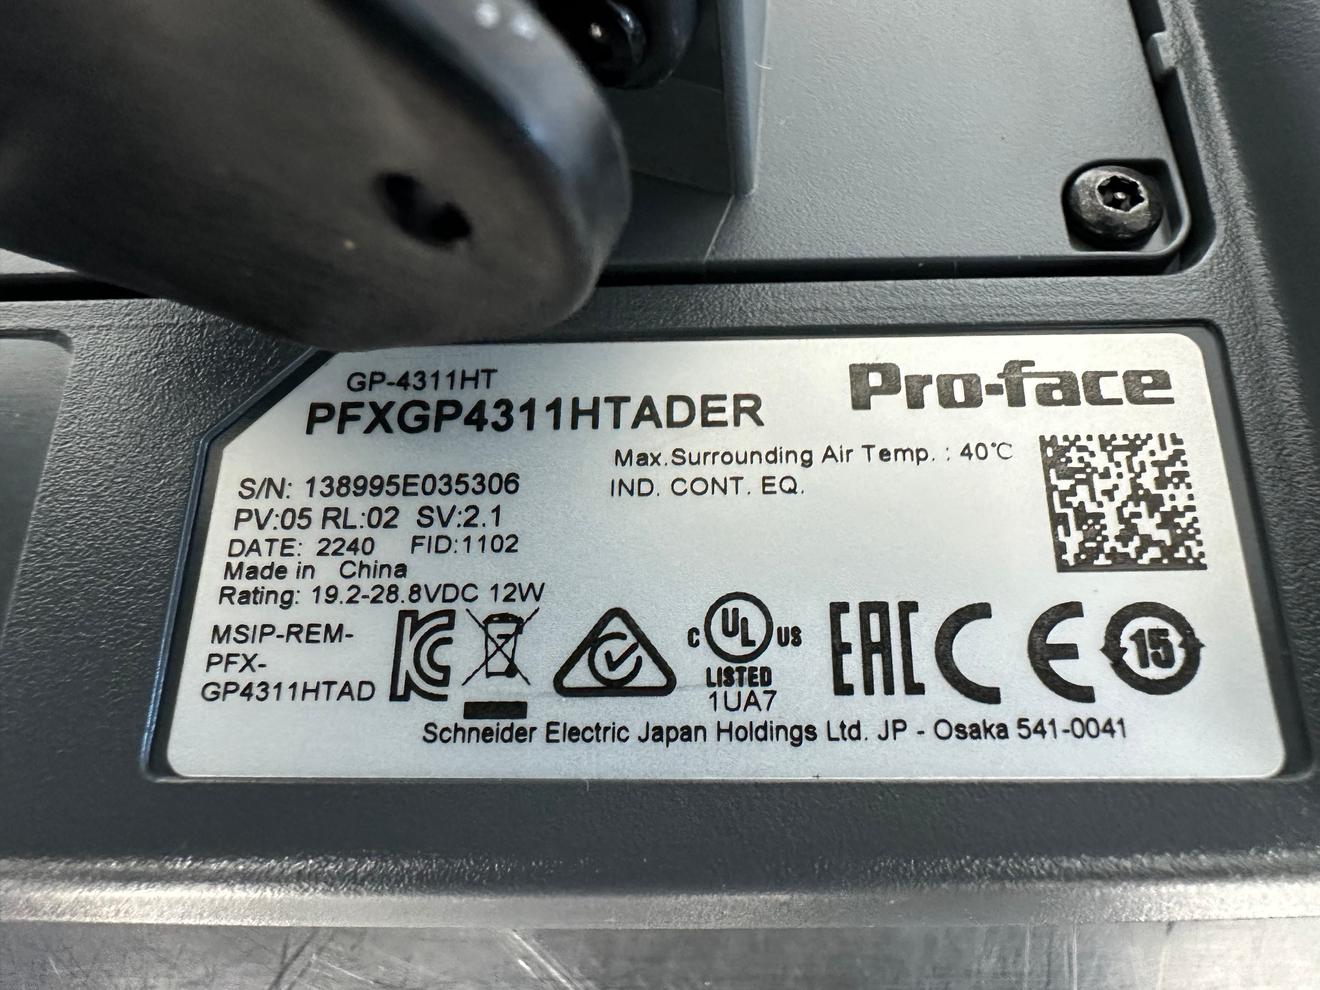 GP-4311HT
PFXGP4311HTADER
Pro-face
Max.Surrounding Air Temp. : 40℃
IND. CONT. EQ.
S/N: 138995E035306
PV:05 RL:02 SV:2.1
DATE: 2240 FID:1102
Made in China
Rating: 19.2-28.8VDC 12W
MSIP-REM-
PFX-
GP4311HTAD
C UL US
LISTED
1UA7
EAC
CE
15
Schneider Electric Japan Holdings Ltd. JP - Osaka 541-0041